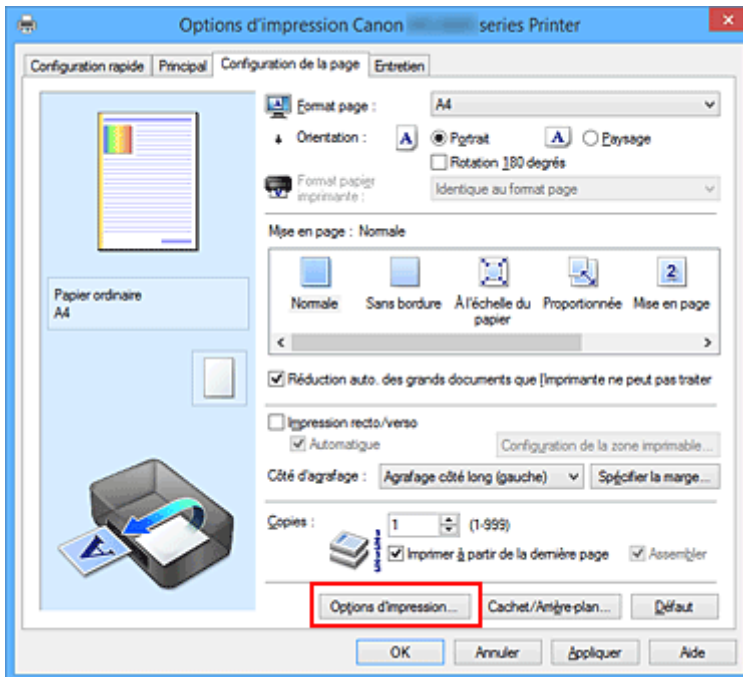 Options d'impression Canon series Printer
Configuration rapide Principal Configuration de la page Entretien
Format page : A4
Orientation : A Portrait A Paysage
Rotation 180 degrés
Format papier imprimante : Identique au format page
Mise en page : Normale
2
Normale Sans bordure À l'échelle du papier Proportionnée Mise en page
Papier ordinaire
A4
Réduction auto. des grands documents que l'imprimante ne peut pas traiter
Impression recto/verso
Automatique Configuration de la zone imprimable...
Côté d'agrafage : Agrafage côté long (gauche) Spécifier la marge...
Copies : 1 (1-999)
Imprimer à partir de la dernière page Assembler
A
Options d'impression... Cachet/Arrière-plan... Défaut
OK Annuler Appliquer Aide